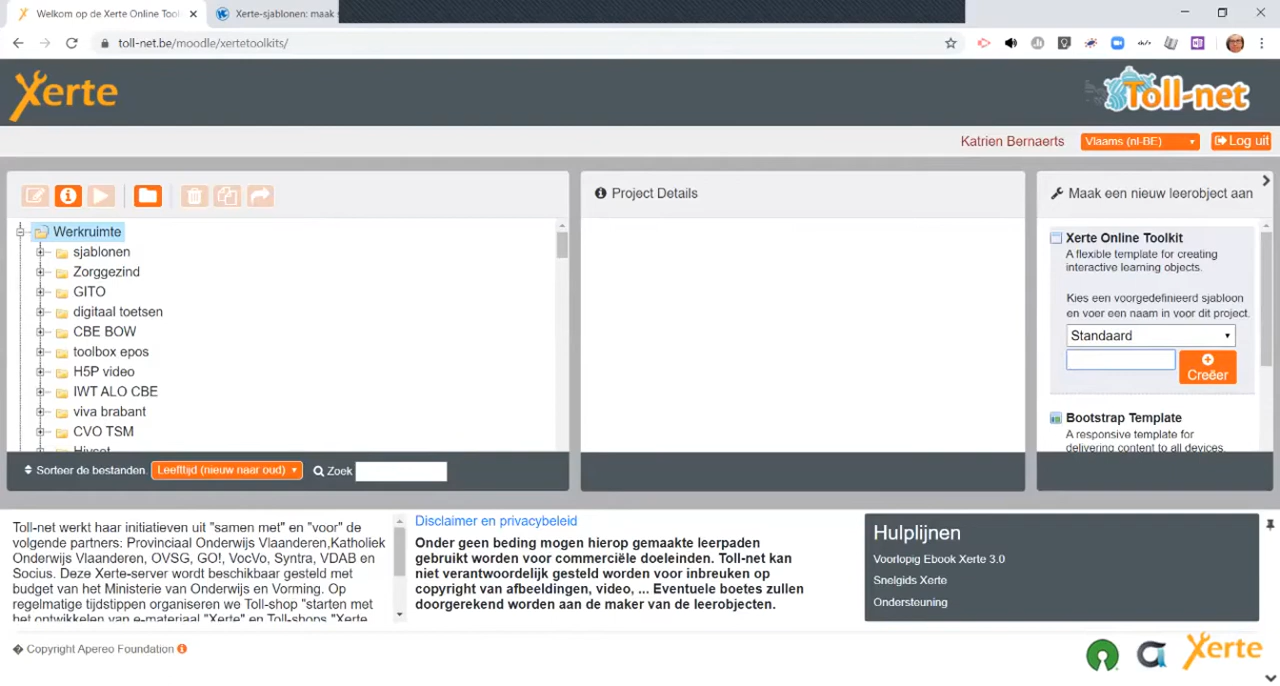 Welkom op de Xerte Online Tool
Xerte-sjablonen: maak
toll-net.be/moodle/xertetoolkits/
Xerte
Toll-net
Katrien Bernaerts
Vlaams (nl-BE)
Log uit
Project Details
Maak een nieuw leerobject aan
Werkruimte
sjablonen
Zorggezind
GITO
digitaal toetsen
CBE BOW
toolbox epos
H5P video
IWT ALO CBE
viva brabant
CVO TSM
Hivset
Xerte Online Toolkit
A flexible template for creating
interactive learning objects.
Kies een voorgedefinieerd sjabloon
en voer een naam in voor dit project.
Standaard
Creëer
Bootstrap Template
A responsive template for
delivering content to all devices.
Sorteer de bestanden.
Leeftijd (nieuw naar oud)
Zoek
Toll-net werkt haar initiatieven uit "samen met" en "voor" de
volgende partners: Provinciaal Onderwijs Vlaanderen,Katholiek
Onderwijs Vlaanderen, OVSG, GO!, VocVo, Syntra, VDAB en
Socius. Deze Xerte-server wordt beschikbaar gesteld met
budget van het Ministerie van Onderwijs en Vorming. Op
regelmatige tijdstippen organiseren we Toll-shop "starten met
het ontwikkelen van e-materiaal "Xerte" en Toll-shops "Xerte
Disclaimer en privacybeleid
Onder geen beding mogen hierop gemaakte leerpaden
gebruikt worden voor commerciële doeleinden. Toll-net kan
niet verantwoordelijk gesteld worden voor inbreuken op
copyright van afbeeldingen, video, ... Eventuele boetes zullen
doorgerekend worden aan de maker van de leerobjecten.
Hulplijnen
Voorlopig Ebook Xerte 3.0
Snelgids Xerte
Ondersteuning
� Copyright Apereo Foundation
Xerte